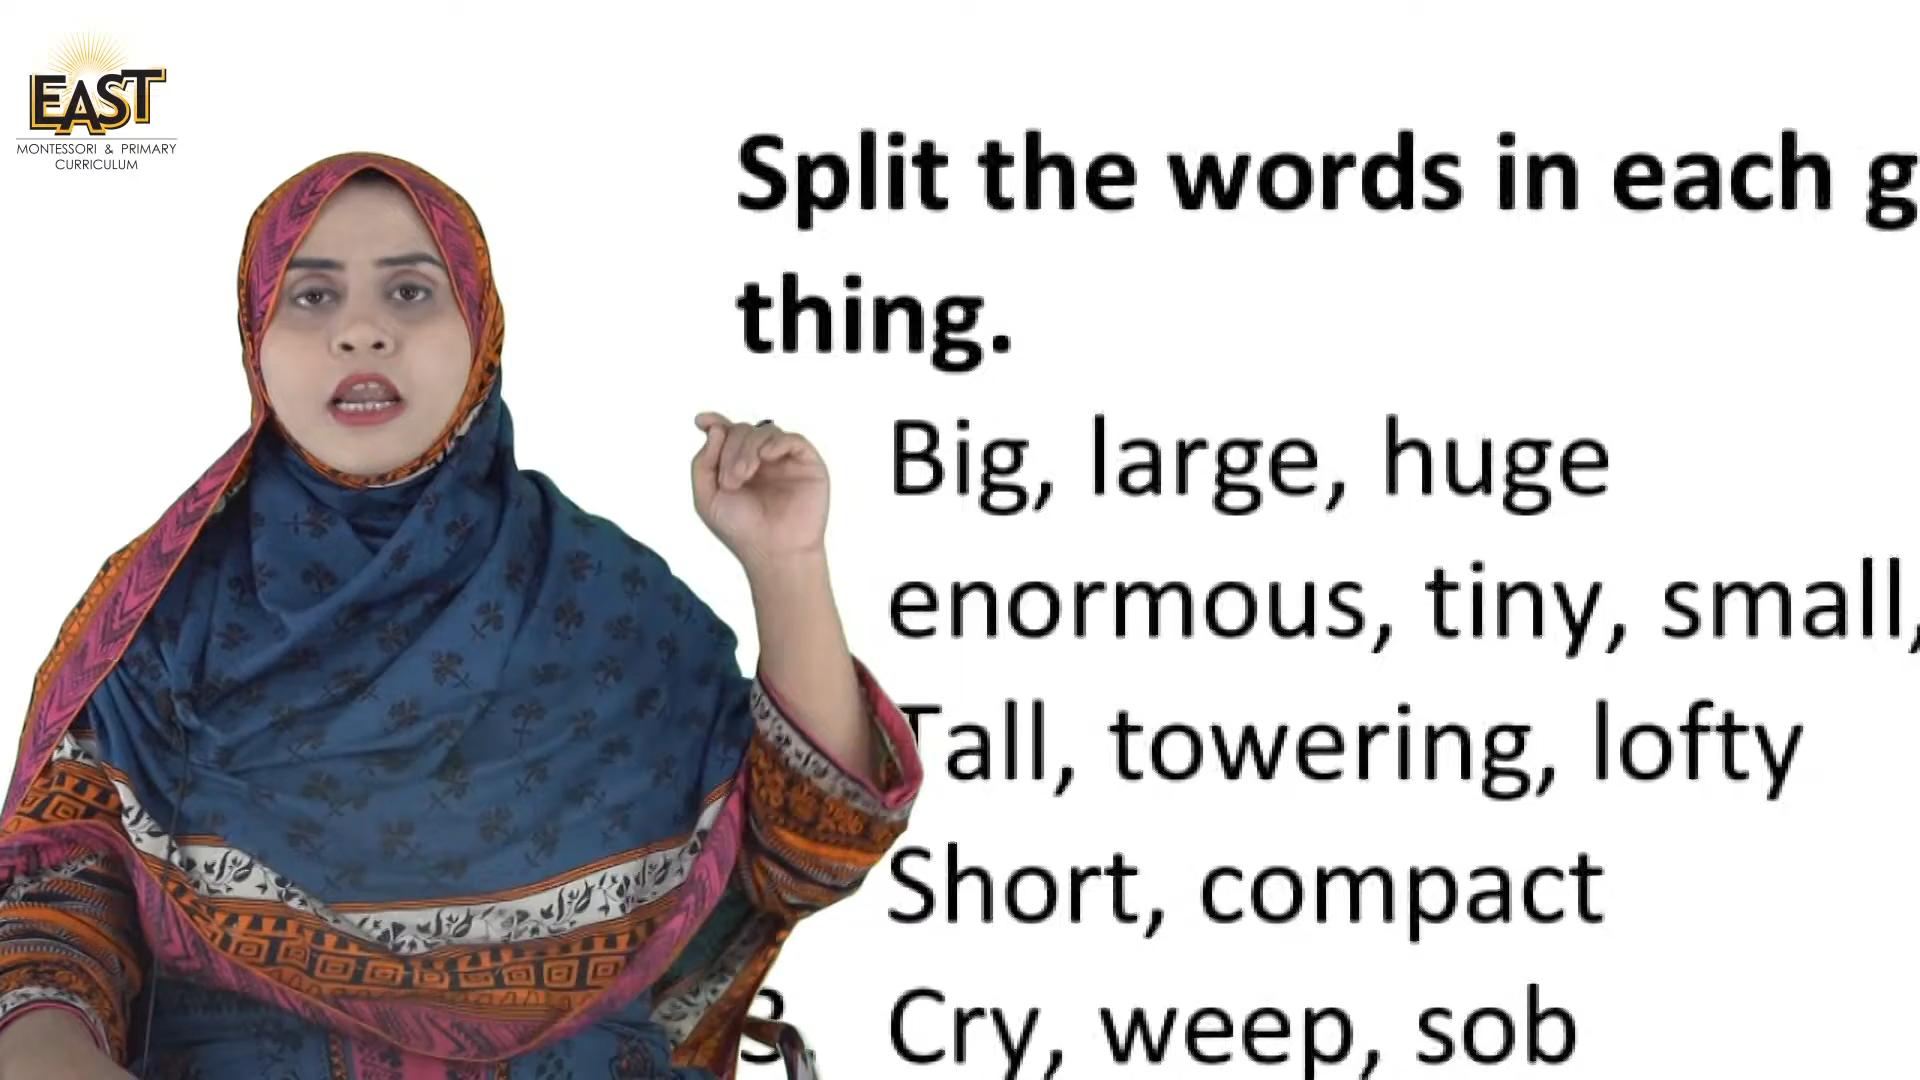 EAST
MONTESSORI & PRIMARY
CURRICULUM
Split the words in each
thing.
Big, large, huge
enormous, tiny, small,
Tall, towering, lofty
Short, compact
3. Cry, weep, sob